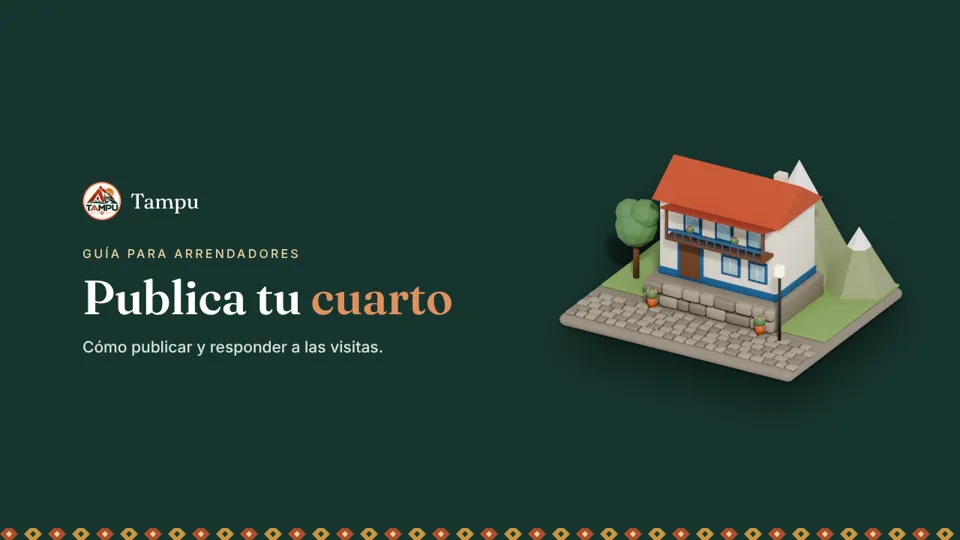 TAMPU
Tampu
GUÍA PARA ARRENDADORES
Publica tu cuarto
Cómo publicar y responder a las visitas.